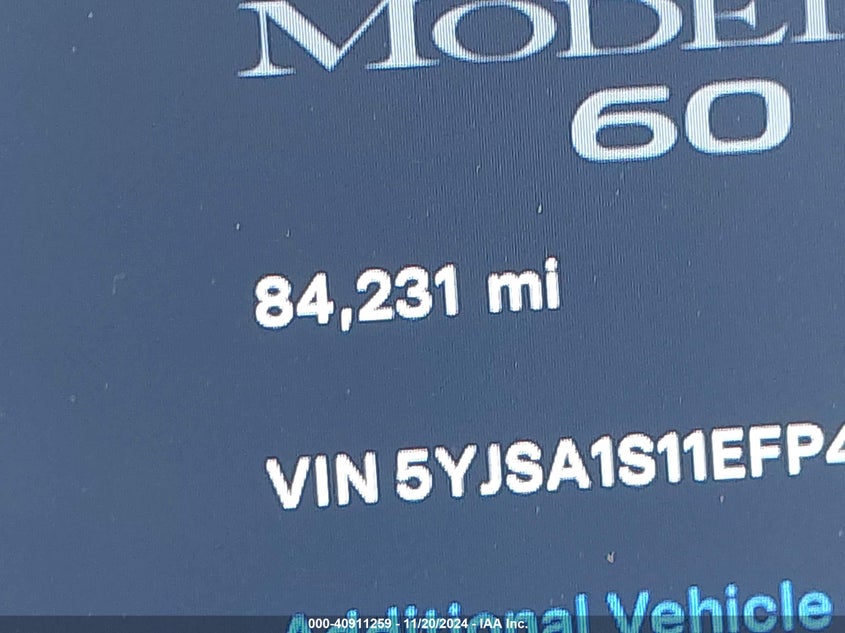 MODEL
60
84,231 mi
VIN 5YJSA1S11EFP4
Additional Vehicle
000-40911259 - 11/20/2024 - IAA Inc.